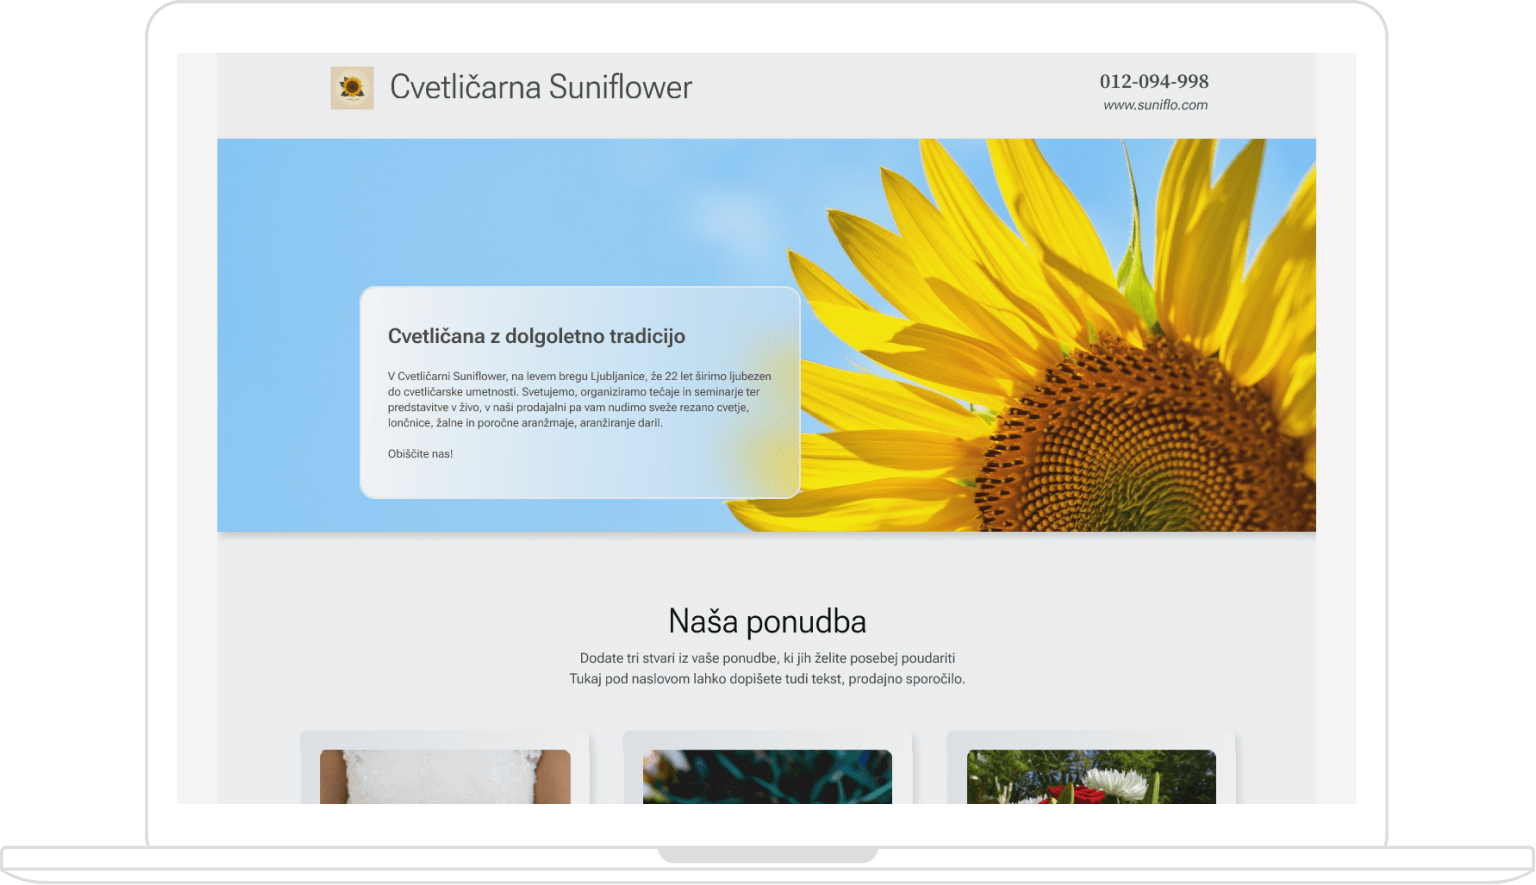 Cvetličarna Suniflower
012-094-998
www.suniflo.com
Cvetličana z dolgoletno tradicijo
V Cvetličarni Suniflower, na levem bregu Ljubljanice, že 22 let širimo ljubezen
do cvetličarske umetnosti. Svetujemo, organiziramo tečaje in seminarje ter
predstavitve v živo, v naši prodajalni pa vam nudimo sveže rezano cvetje,
lončnice, žalne in poročne aranžmaje, aranžiranje daril.
Obiščite nas!
Naša ponudba
Dodate tri stvari iz vaše ponudbe, ki jih želite posebej poudariti
Tukaj pod naslovom lahko dopišete tudi tekst, prodajno sporočilo.